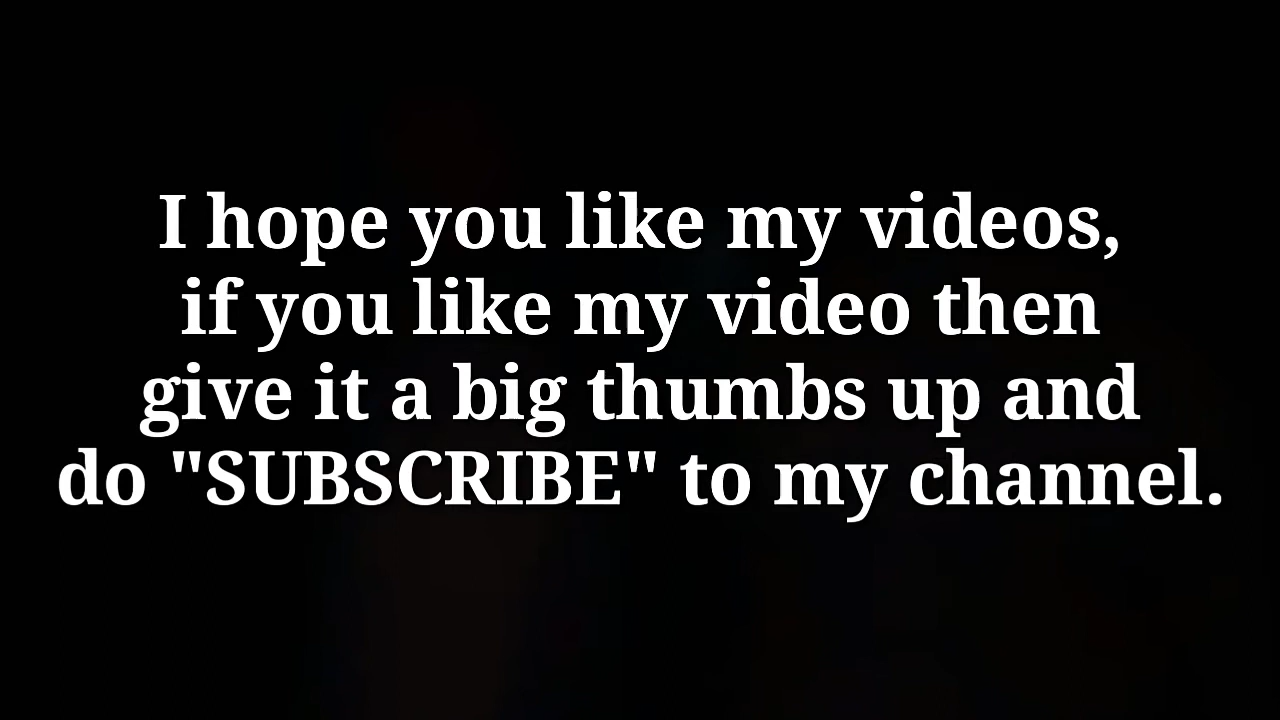 I hope you like my videos,
if you like my video then
give it a big thumbs up and
do "SUBSCRIBE" to my channel.